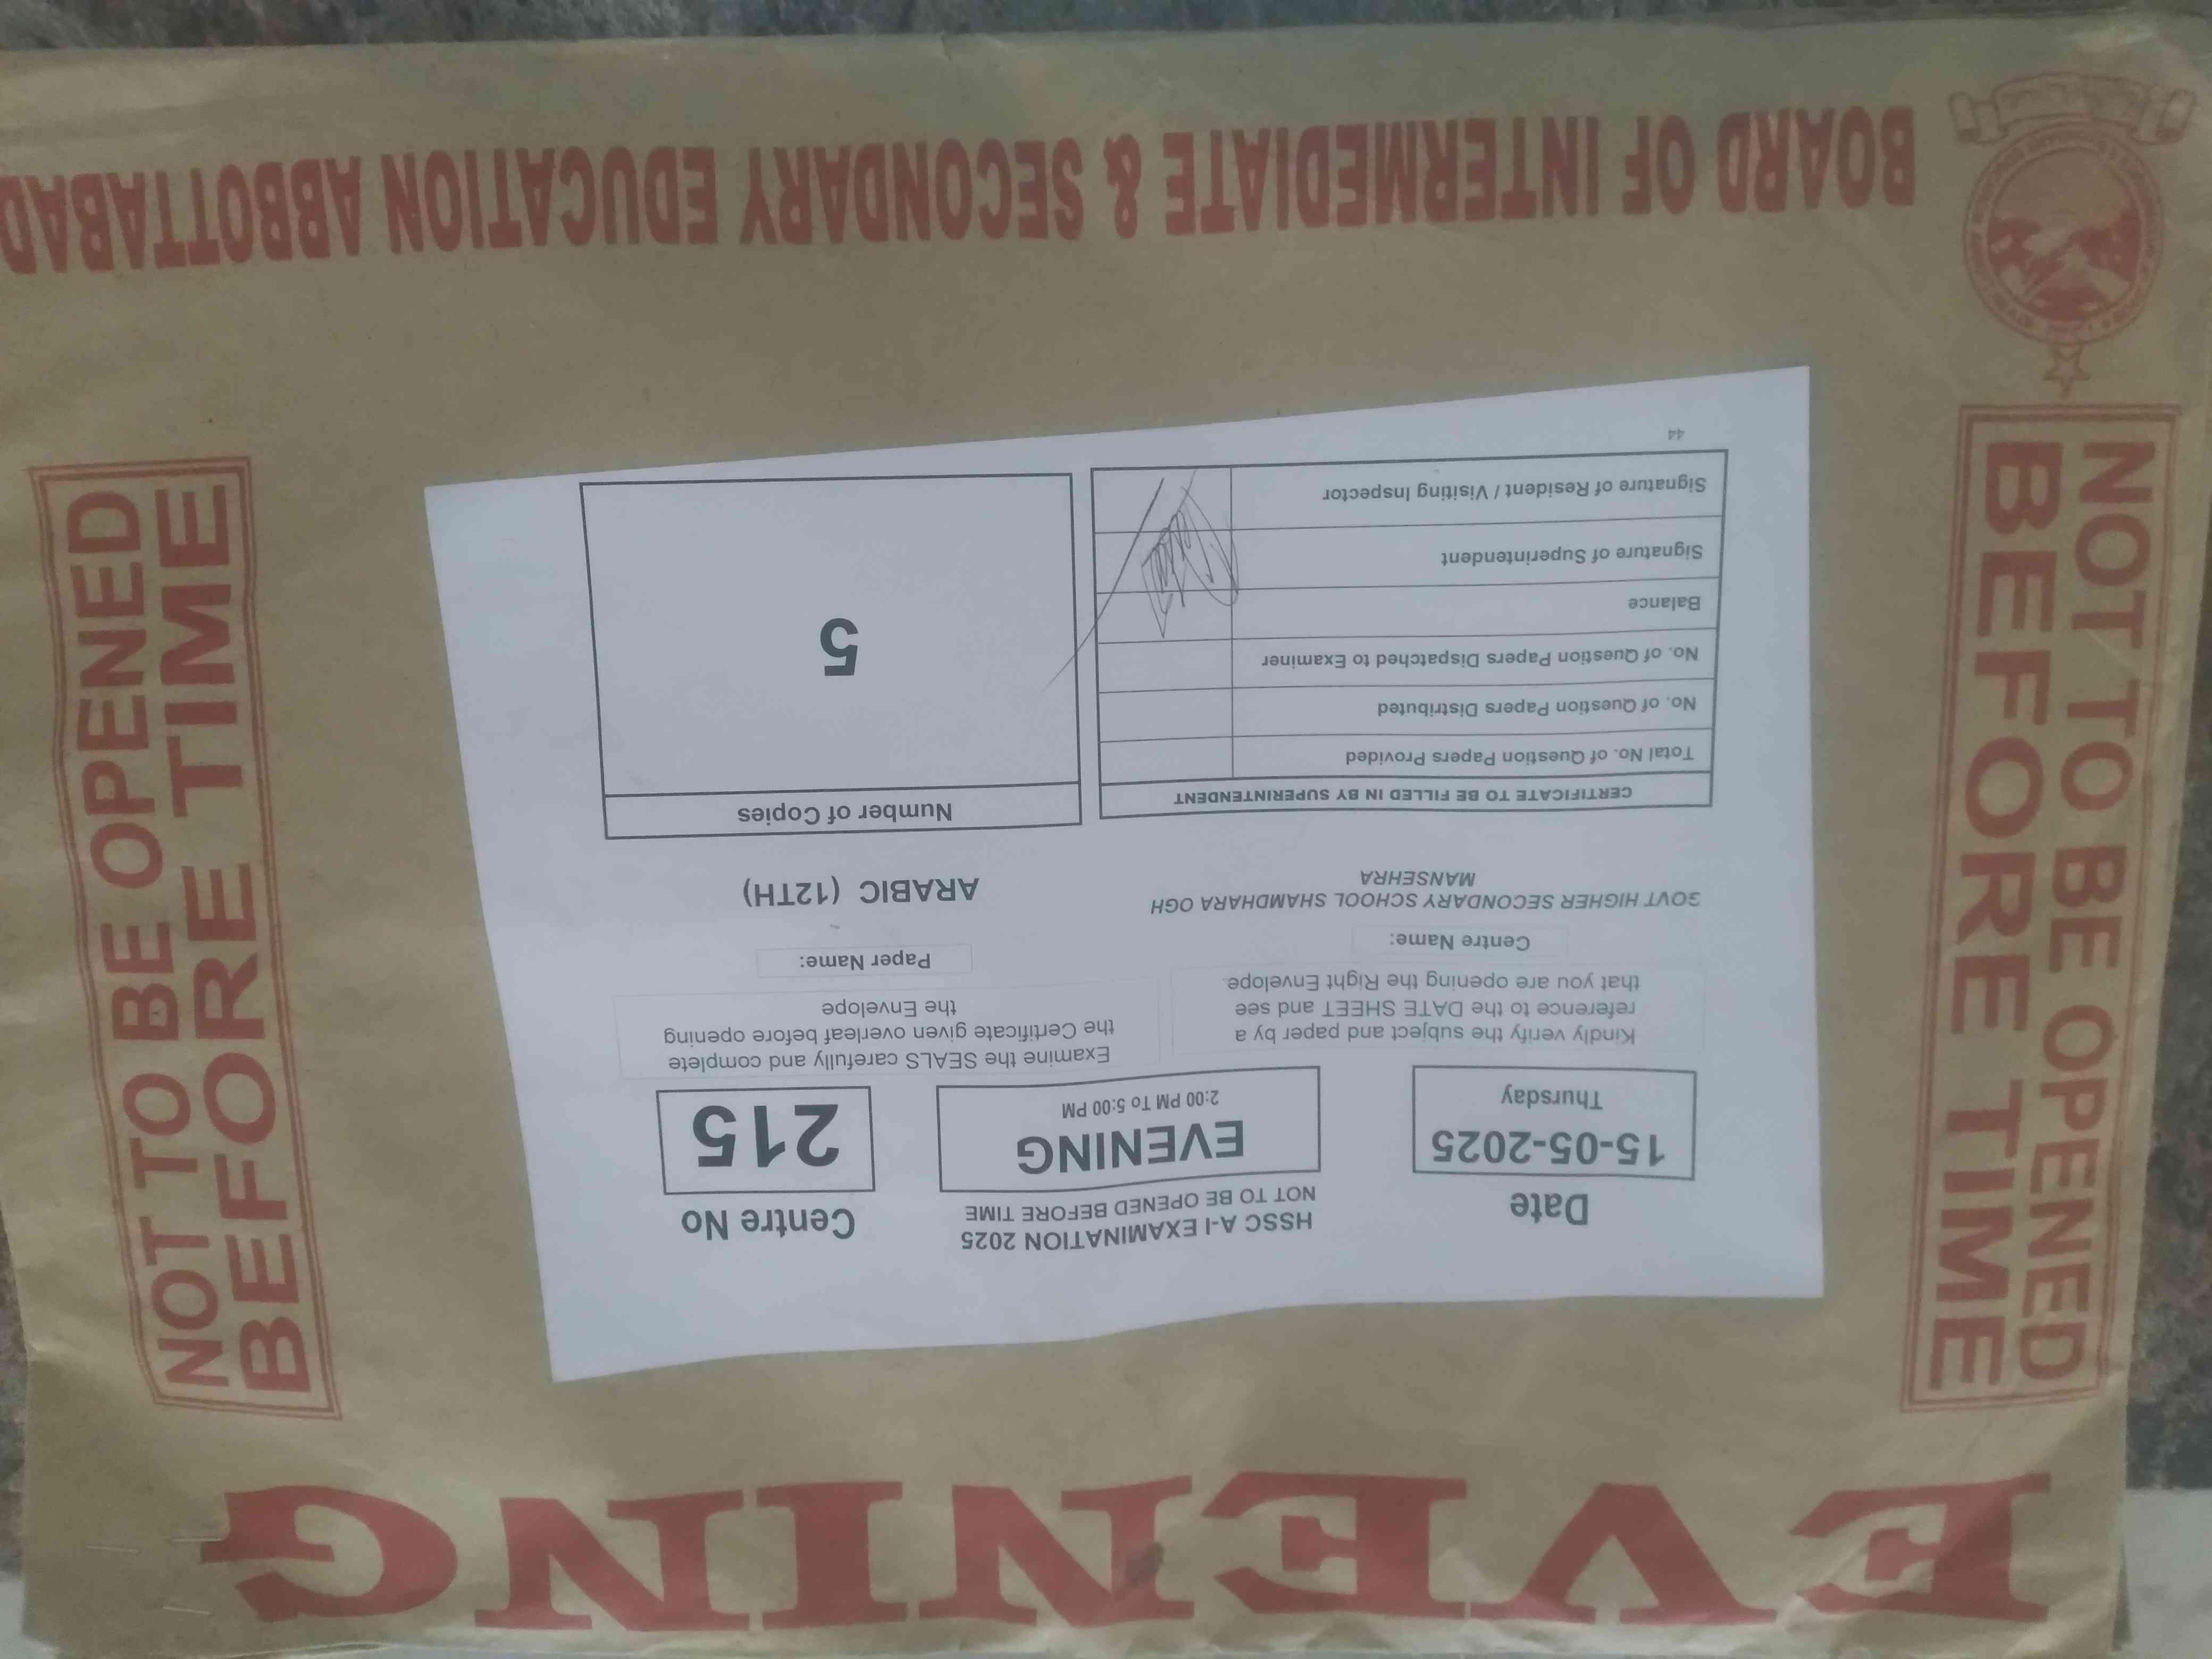 EVENING
NOT TO BE OPENED
BEFORE TIME
Date
15-05-2025
Thursday
HSSC A-I EXAMINATION 2025
NOT TO BE OPENED BEFORE TIME
EVENING
2:00 PM To 5:00 PM
Centre No
215
Kindly verify the subject and paper by a
reference to the DATE SHEET and see
that you are opening the Right Envelope.
Examine the SEALS carefully and complete
the Certificate given overleaf before opening
the Envelope
Centre Name:
GOVT HIGHER SECONDARY SCHOOL SHAMDHARA OGH
MANSEHRA
Paper Name:
ARABIC (12TH)
CERTIFICATE TO BE FILLED IN BY SUPERINTENDENT
Total No. of Question Papers Provided
No. of Question Papers Distributed
No. of Question Papers Dispatched to Examiner
Balance
Signature of Superintendent
Signature of Resident / Visiting Inspector
Number of Copies
5
44
NOT TO BE OPENED
BEFORE TIME
BOARD OF INTERMEDIATE & SECONDARY EDUCATION ABBOTTABAD